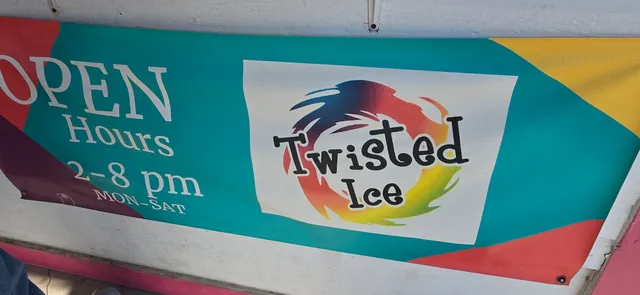 OPEN
Hours
2-8 pm
MON-SAT
Twisted
Ice